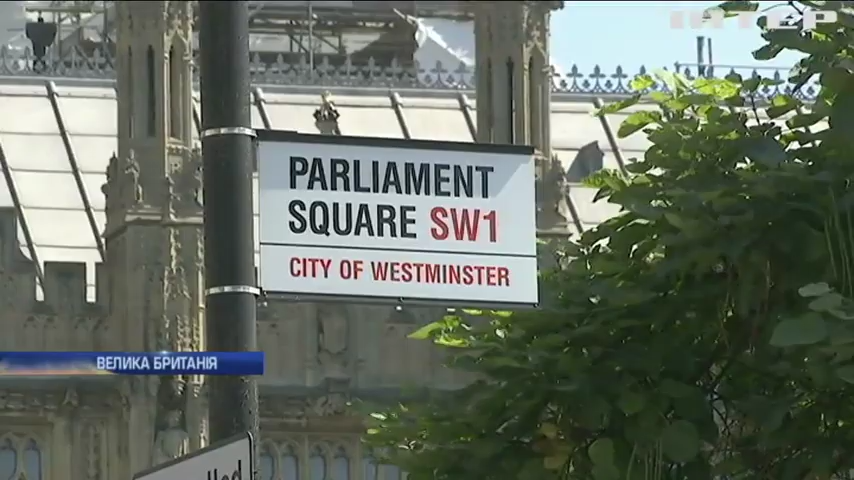 ІНТЕР
PARLIAMENT
SQUARE SW1
CITY OF WESTMINSTER
ВЕЛИКА БРИТАНІЯ